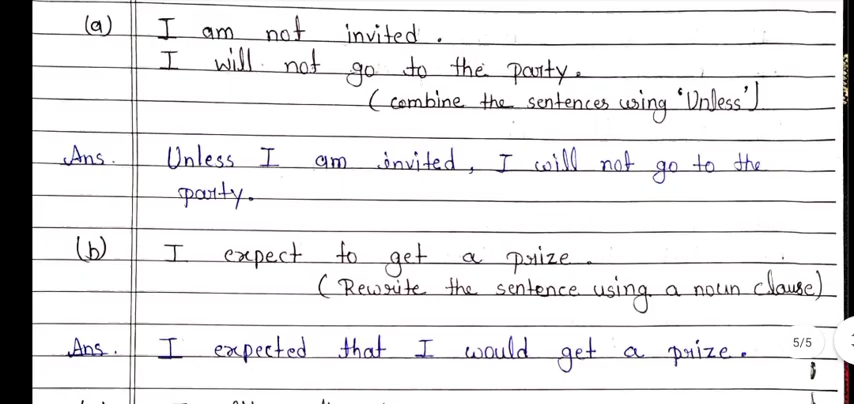 (a) I am not invited.
I will not go to the party.
(combine the sentences using 'Unless')
Ans. Unless I am invited, I will not go to the
party.
(b) I expect to get a prize.
(Rewrite the sentence using a noun clause)
Ans. I expected that I would get a prize.
5/5